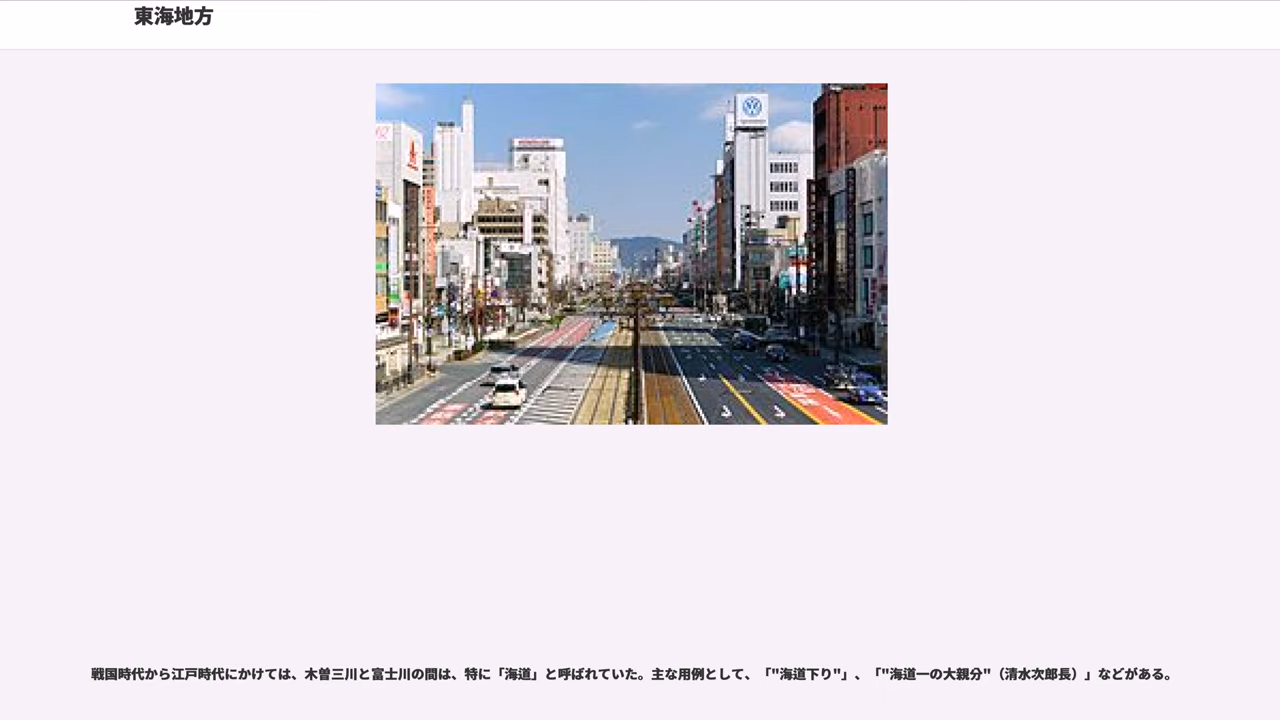 東海地方
戦国時代から江戸時代にかけては、木曽三川と富士川の間は、特に「海道」と呼ばれていた。主な用例として、「"海道下り"」、「"海道一の大親分"（清水次郎長）」などがある。